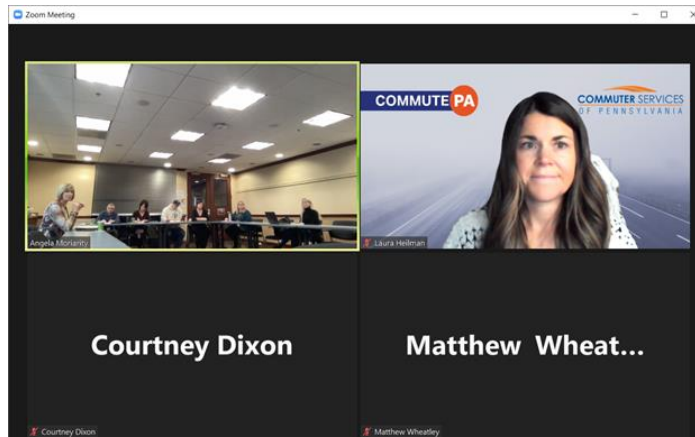 Zoom Meeting
COMMUTE PA
COMMUTER SERVICES
OF PENNSYLVANIA
Angela Moriarity
Laura Heilman
Courtney Dixon
Matthew Wheat...
Courtney Dixon
Matthew Wheatley